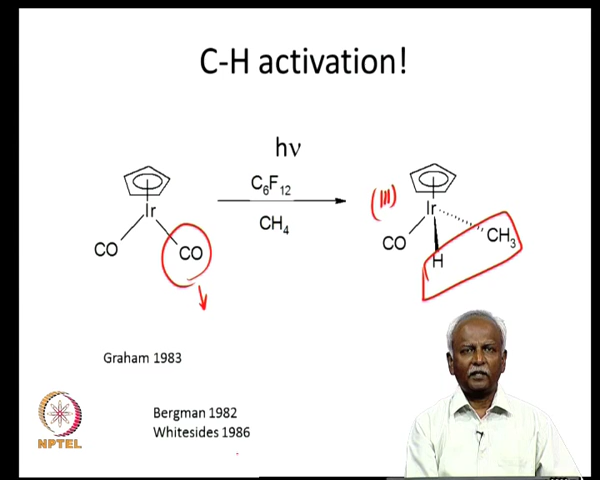 C-H activation!
hν
C6F12
CH4
Ir
CO
CO
(III)
Ir
CO
H
CH3
Graham 1983
Bergman 1982
Whitesides 1986
NPTEL